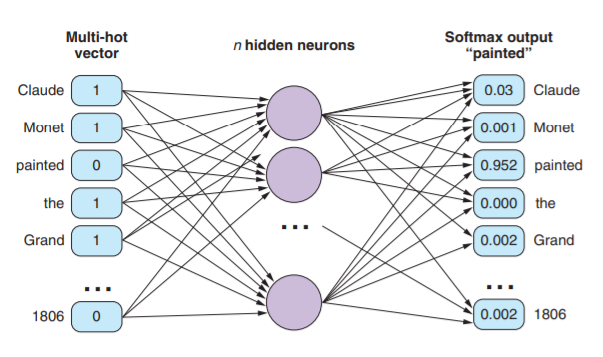 Multi-hot
vector
n hidden neurons
Softmax output
“painted”
Claude 1 0.03 Claude
Monet 1 0.001 Monet
painted 0 0.952 painted
the 1 0.000 the
Grand 1 0.002 Grand
... ... ...
1806 0 0.002 1806